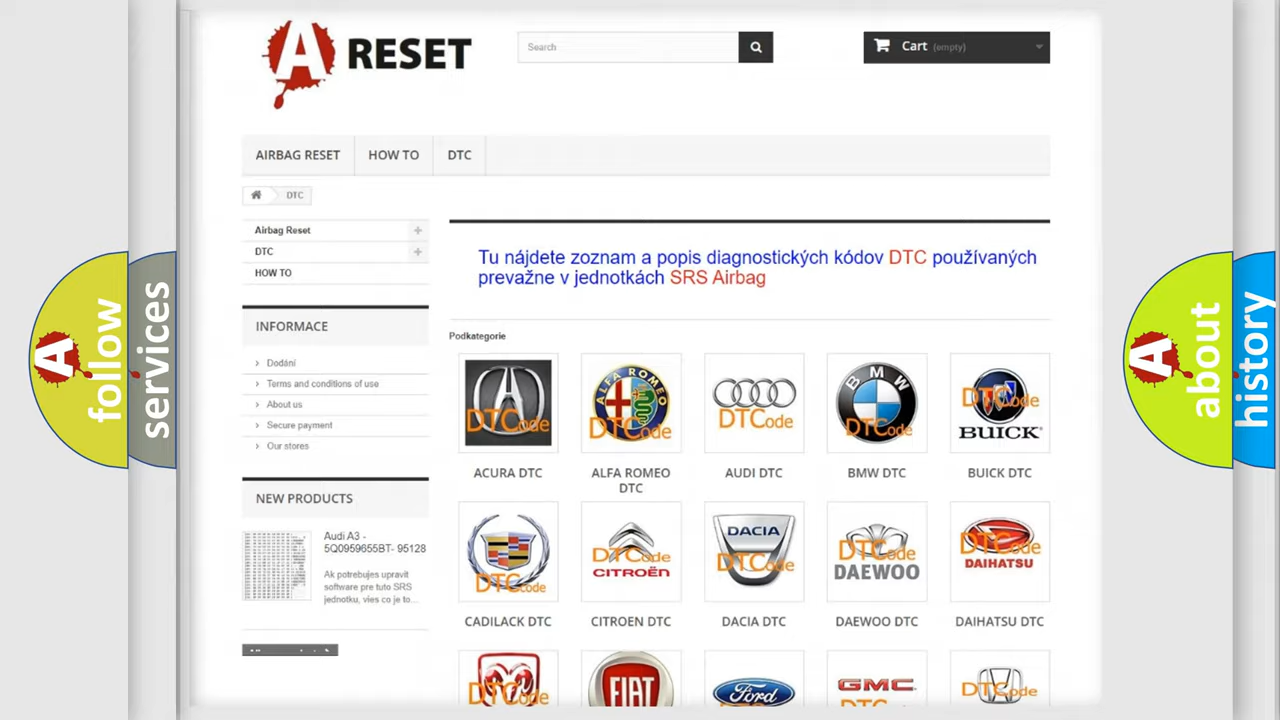 A RESET
Search
Cart (empty)
AIRBAG RESET
HOW TO
DTC
DTC
Airbag Reset
DTC
HOW TO
INFORMACE
Dodání
Terms and conditions of use
About us
Secure payment
Our stores
NEW PRODUCTS
Audi A3 -
5Q0959655BT- 95128
Ak potrebujes upravit
software pre tuto SRS
jednotku, vies co je to...
Tu nájdete zoznam a popis diagnostických kódov DTC používaných
prevažne v jednotkách SRS Airbag
Podkategorie
DTCode
ALFA ROMEO
DTCode
DTCode
BMW
DTCode
DTCode
BUICK
ACURA DTC
ALFA ROMEO
DTC
AUDI DTC
BMW DTC
BUICK DTC
DTCode
DTCode
CITROËN
DACIA
DTCode
DTCode
DAEWOO
DTCode
DAIHATSU
CADILACK DTC
CITROEN DTC
DACIA DTC
DAEWOO DTC
DAIHATSU DTC
DTCode
FIAT
Ford
GMC
DTCode
A follow
services
A about
history